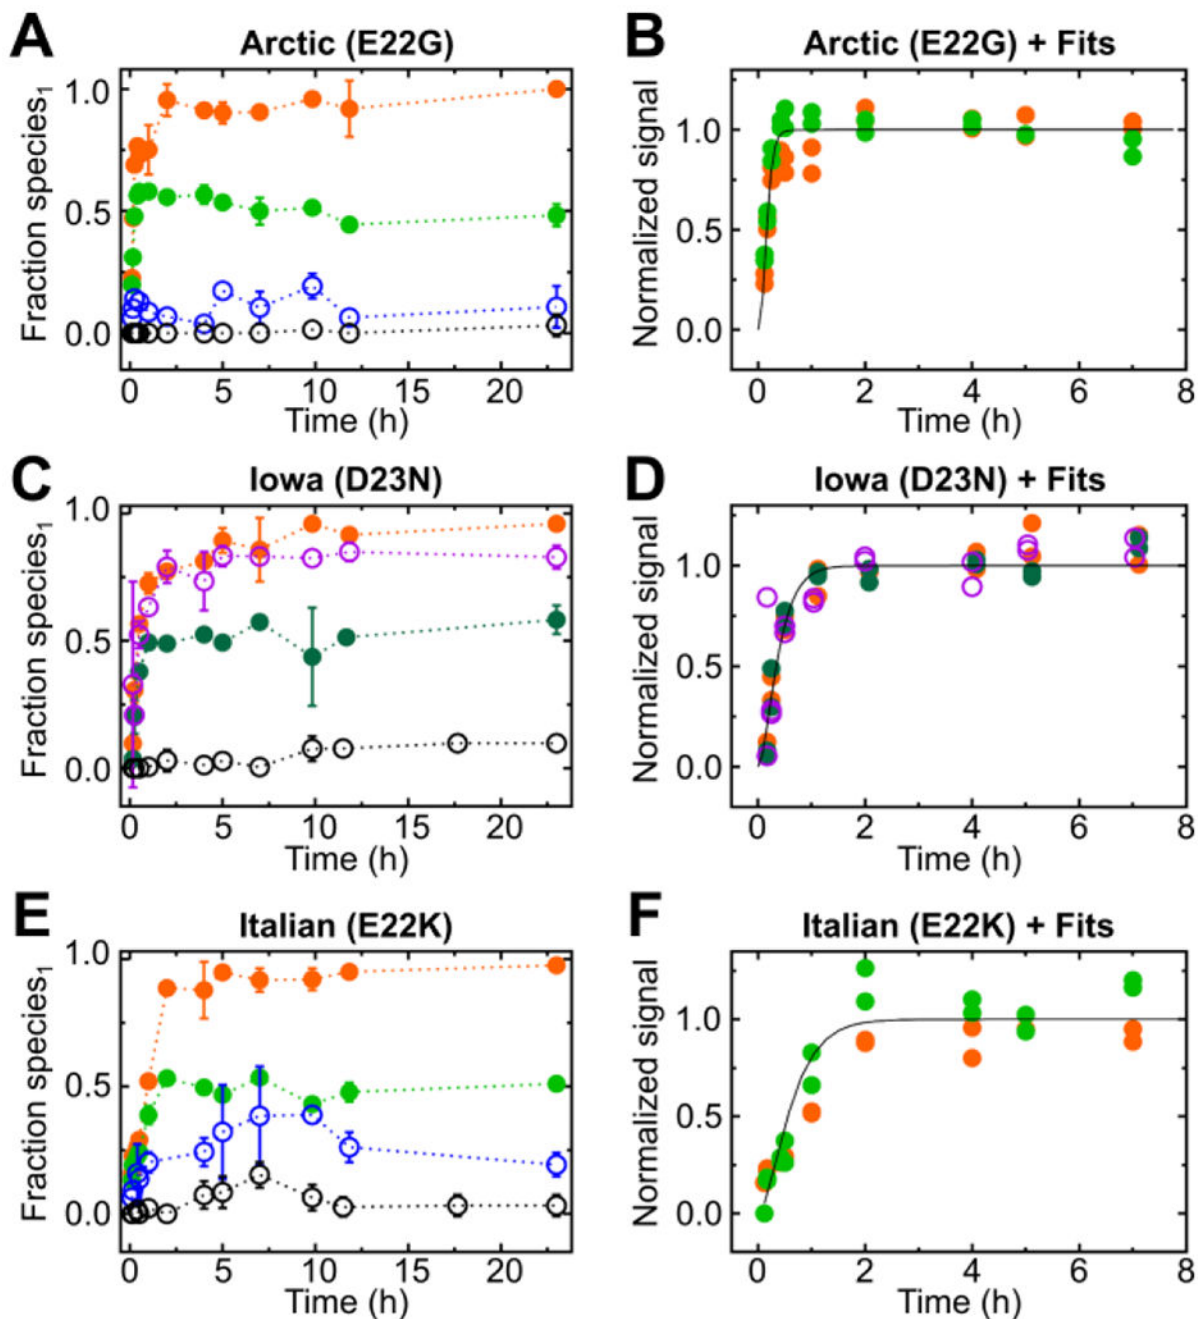 A
Arctic (E22G)
Fraction species1
1.0
0.5
0.0
0 5 10 15 20
Time (h)
B
Arctic (E22G) + Fits
Normalized signal
1.0
0.5
0.0
0 2 4 6 8
Time (h)
C
Iowa (D23N)
Fraction species1
1.0
0.5
0.0
0 5 10 15 20
Time (h)
D
Iowa (D23N) + Fits
Normalized signal
1.0
0.5
0.0
0 2 4 6 8
Time (h)
E
Italian (E22K)
Fraction species1
1.0
0.5
0.0
0 5 10 15 20
Time (h)
F
Italian (E22K) + Fits
Normalized signal
1.0
0.5
0.0
0 2 4 6 8
Time (h)